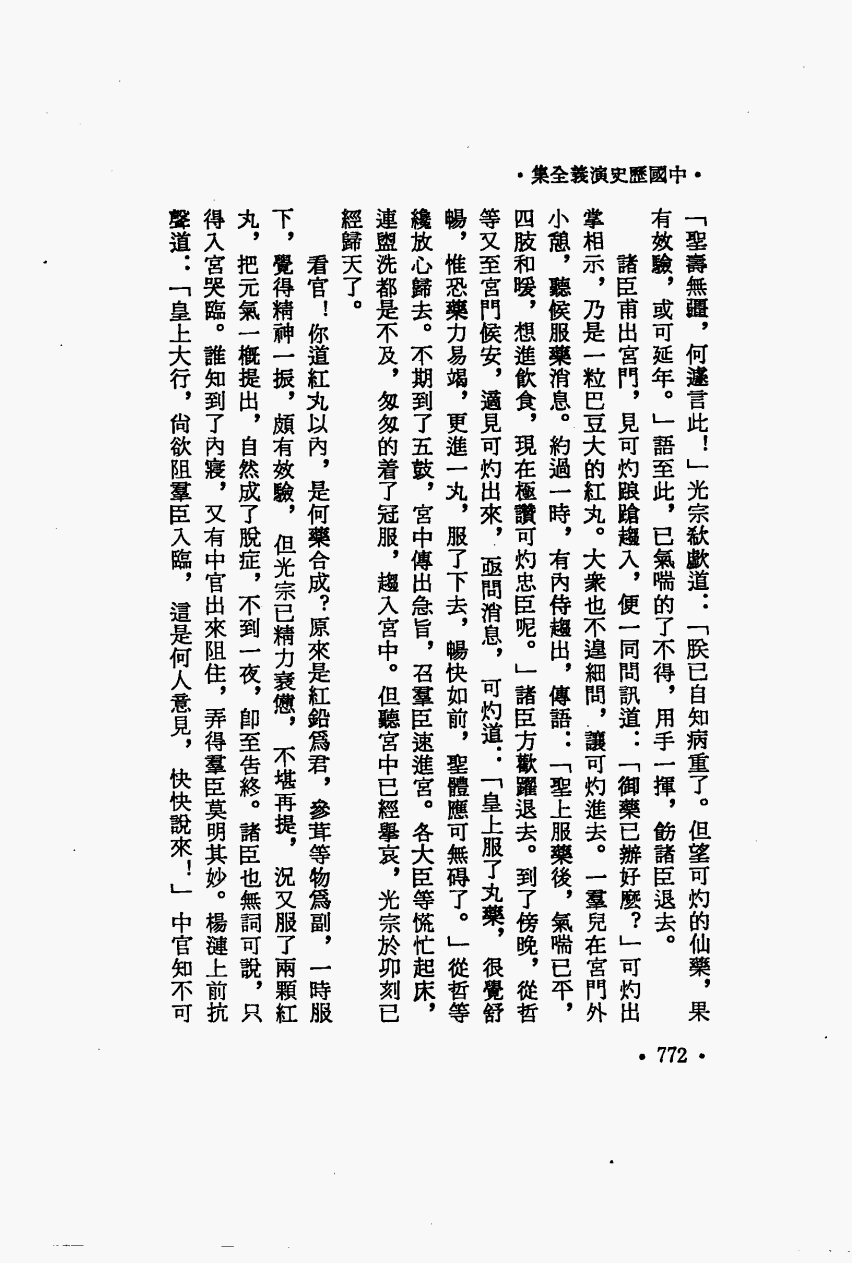 •中國歷史演義全集•
「聖壽無疆，何遽言此！」光宗欷歔道：「朕已自知病重了。但望可灼的仙藥，果
有效驗，或可延年。」語至此，已氣喘的了不得，用手一揮，飭諸臣退去。
諸臣甫出宮門，見可灼踉蹌趨入，便一同問訊道：「御藥已辦好麽？」可灼出
掌相示，乃是一粒巴豆大的紅丸。大衆也不遑細問，讓可灼進去。一羣兒在宮門外
小憩，聽候服藥消息。約過一時，有內侍趨出，傳語：「聖上服藥後，氣喘已平，
四肢和暖，想進飲食，現在極讚可灼忠臣呢。」諸臣方歡躍退去。到了傍晚，從哲
等又至宮門候安，適見可灼出來，亟問消息，可灼道：「皇上服了丸藥，很覺舒
暢，惟恐藥力易竭，更進一丸，服了下去，暢快如前，聖體應可無碍了。」從哲等
纔放心歸去。不期到了五鼓，宮中傳出急旨，召羣臣速進宮。各大臣等慌忙起床，
連盥洗都是不及，匆匆的着了冠服，趨入宮中。但聽宮中已經舉哀，光宗於卯刻已
經歸天了。
看官！你道紅丸以內，是何藥合成？原來是紅鉛爲君，參茸等物爲副，一時服
下，覺得精神一振，頗有效驗，但光宗已精力衰憊，不堪再提，況又服了兩顆紅
丸，把元氣一概提出，自然成了脫症，不到一夜，卽至告終。諸臣也無詞可說，只
得入宮哭臨。誰知到了內寢，又有中官出來阻住，弄得羣臣莫明其妙。楊漣上前抗
聲道：「皇上大行，尙欲阻羣臣入臨，這是何人意見，快快說來！」中官知不可
•772•